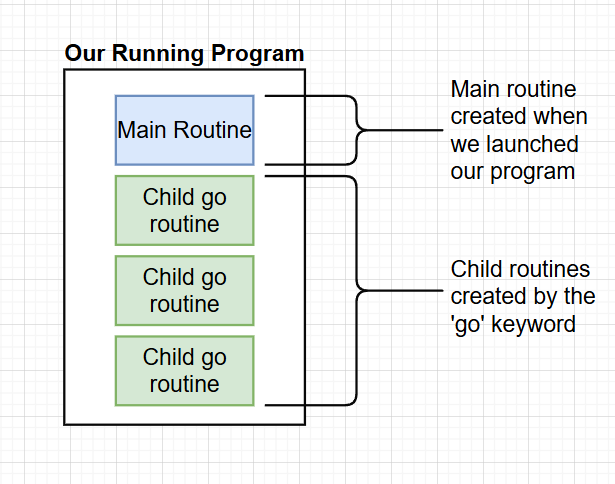 Our Running Program
Main Routine
Main routine
created when
we launched
our program
Child go
routine
Child go
routine
Child go
routine
Child routines
created by the
'go' keyword